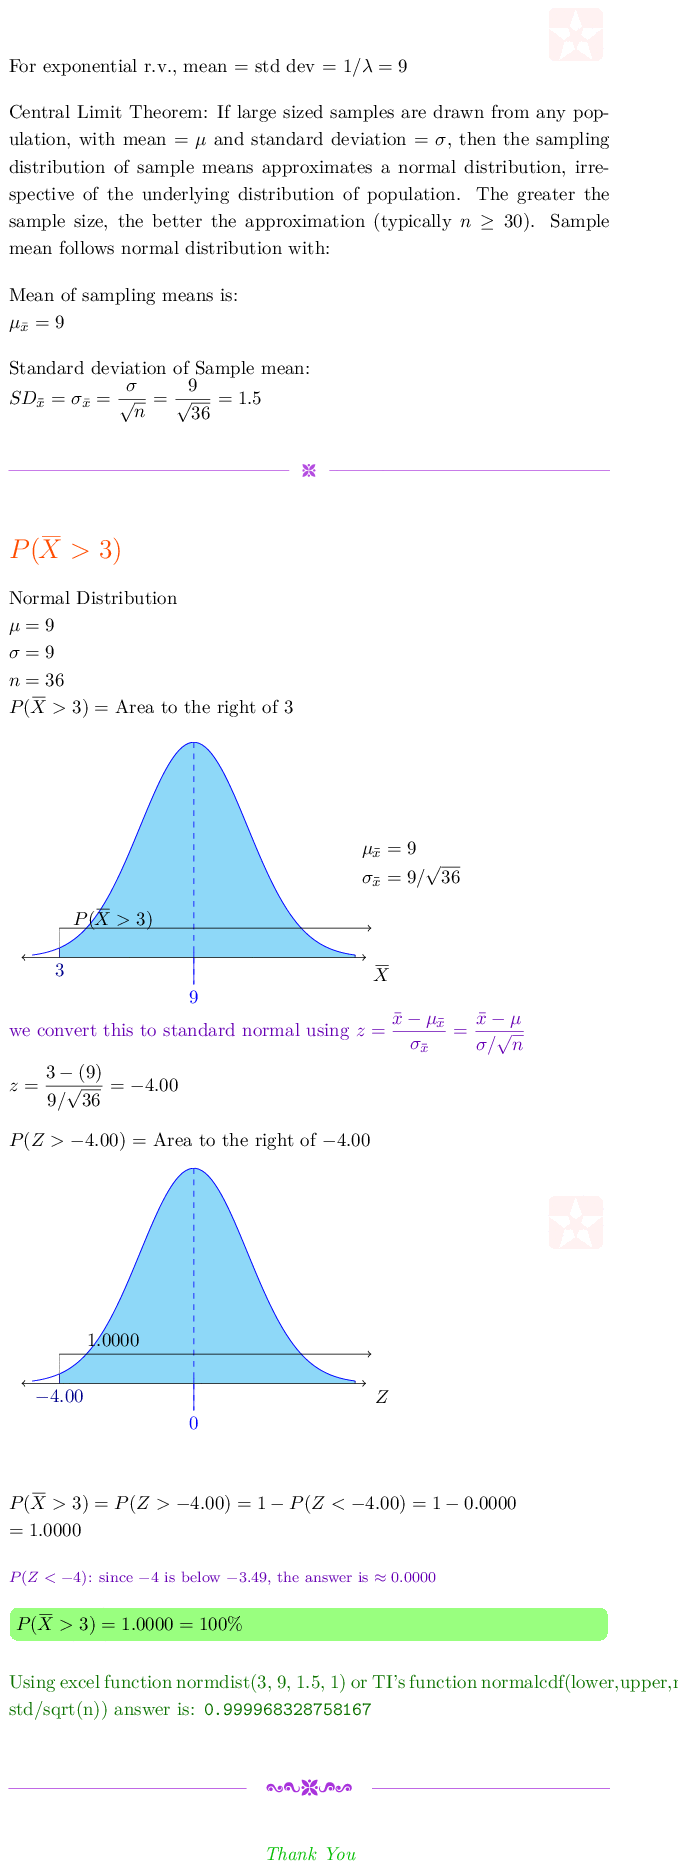 For exponential r.v., mean = std dev = 1/λ = 9
Central Limit Theorem: If large sized samples are drawn from any pop-
ulation, with mean = μ and standard deviation = σ, then the sampling
distribution of sample means approximates a normal distribution, irre-
spective of the underlying distribution of population. The greater the
sample size, the better the approximation (typically n ≥ 30). Sample
mean follows normal distribution with:
Mean of sampling means is:
μ_x̄ = 9
Standard deviation of Sample mean:
SD_x̄ = σ_x̄ = σ/√n = 9/√36 = 1.5
P(X̅ > 3)
Normal Distribution
μ = 9
σ = 9
n = 36
P(X̅ > 3) = Area to the right of 3
μ_x̄ = 9
σ_x̄ = 9/√36
P(X̅ > 3)
3
X̅
9
we convert this to standard normal using z = (x̄ − μ_x̄)/σ_x̄ = (x̄ − μ)/(σ/√n)
z = (3 − (9))/(9/√36) = −4.00
P(Z > −4.00) = Area to the right of −4.00
1.0000
−4.00
Z
0
P(X̅ > 3) = P(Z > −4.00) = 1 − P(Z < −4.00) = 1 − 0.0000
= 1.0000
P(Z < −4): since −4 is below −3.49, the answer is ≈ 0.0000
P(X̅ > 3) = 1.0000 = 100%
Using excel function normdist(3, 9, 1.5, 1) or TI's function normalcdf(lower,upper,
std/sqrt(n)) answer is: 0.999968328758167
Thank You